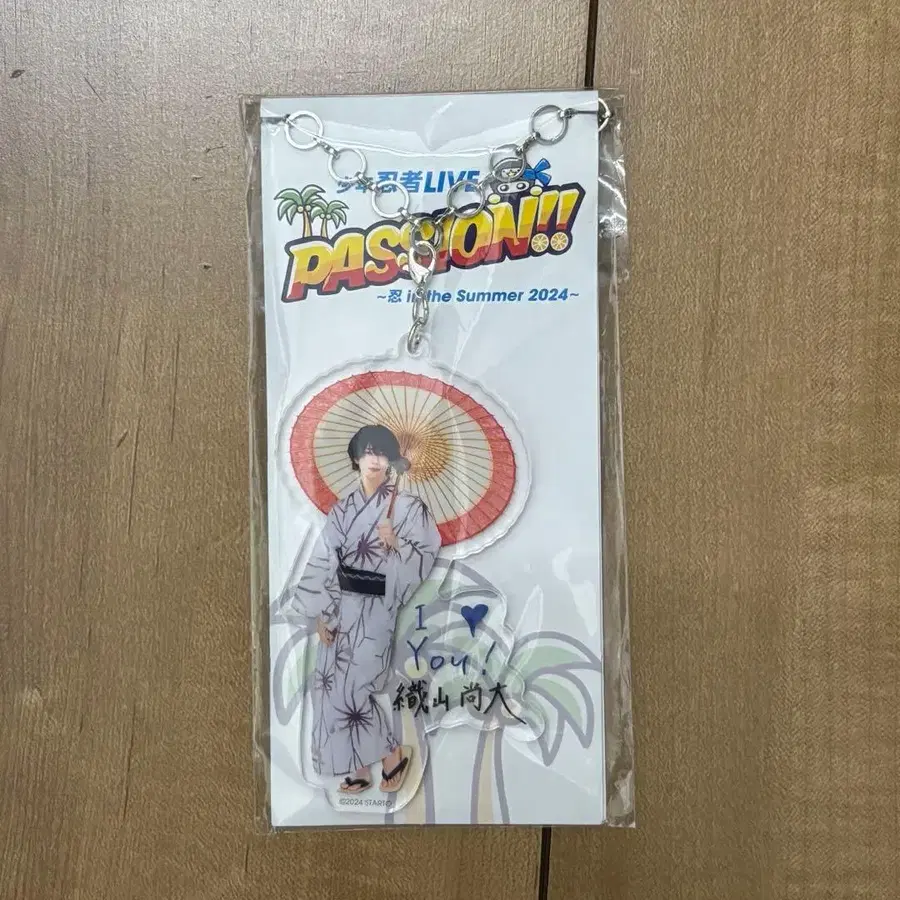 少年忍者LIVE
PASSION!!
~忍 in the Summer 2024~
I ♥
You!
織山尚大
©2024 STARTO